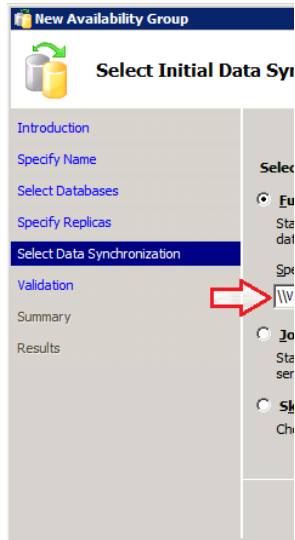 New Availability Group
Select Initial Data Syn
Introduction
Specify Name
Select Databases
Specify Replicas
Select Data Synchronization
Validation
Summary
Results
Selec
Fu
Sta
dat
Spe
\\V
Jo
Sta
ser
Sk
Cho